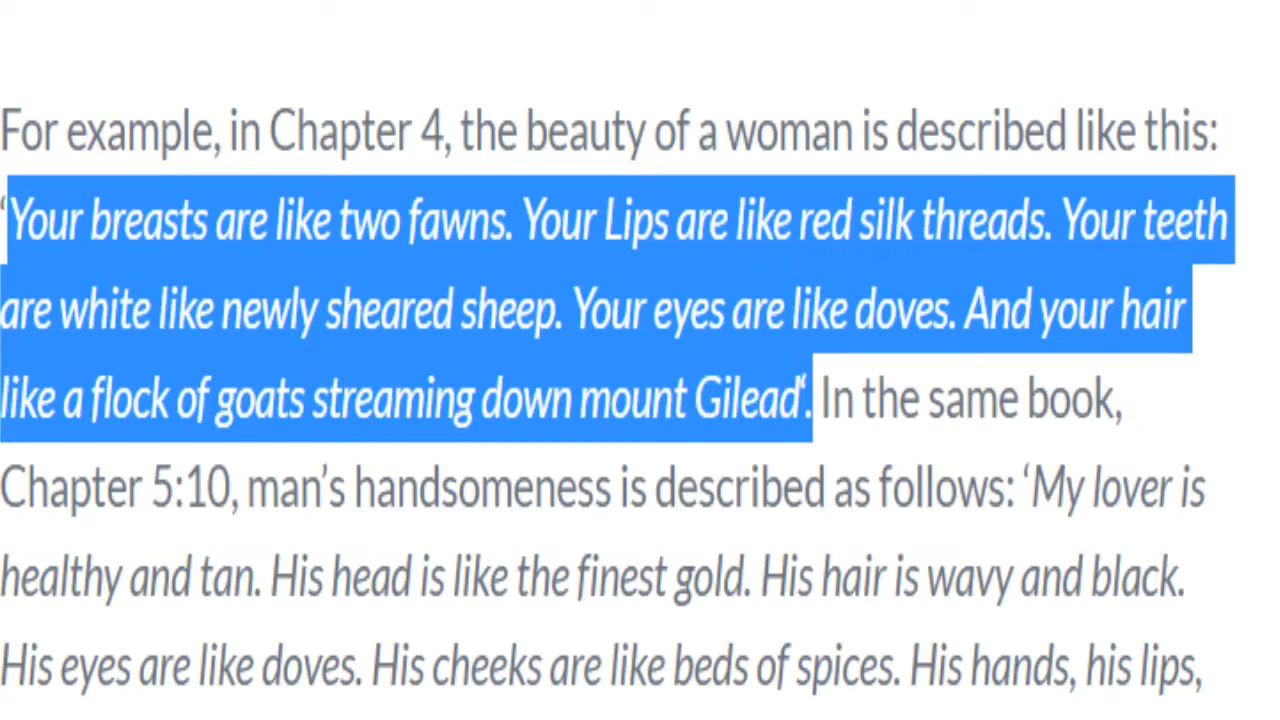 For example, in Chapter 4, the beauty of a woman is described like this:
‘Your breasts are like two fawns. Your Lips are like red silk threads. Your teeth
are white like newly sheared sheep. Your eyes are like doves. And your hair
like a flock of goats streaming down mount Gilead‘. In the same book,
Chapter 5:10, man’s handsomeness is described as follows: ‘My lover is
healthy and tan. His head is like the finest gold. His hair is wavy and black.
His eyes are like doves. His cheeks are like beds of spices. His hands, his lips,